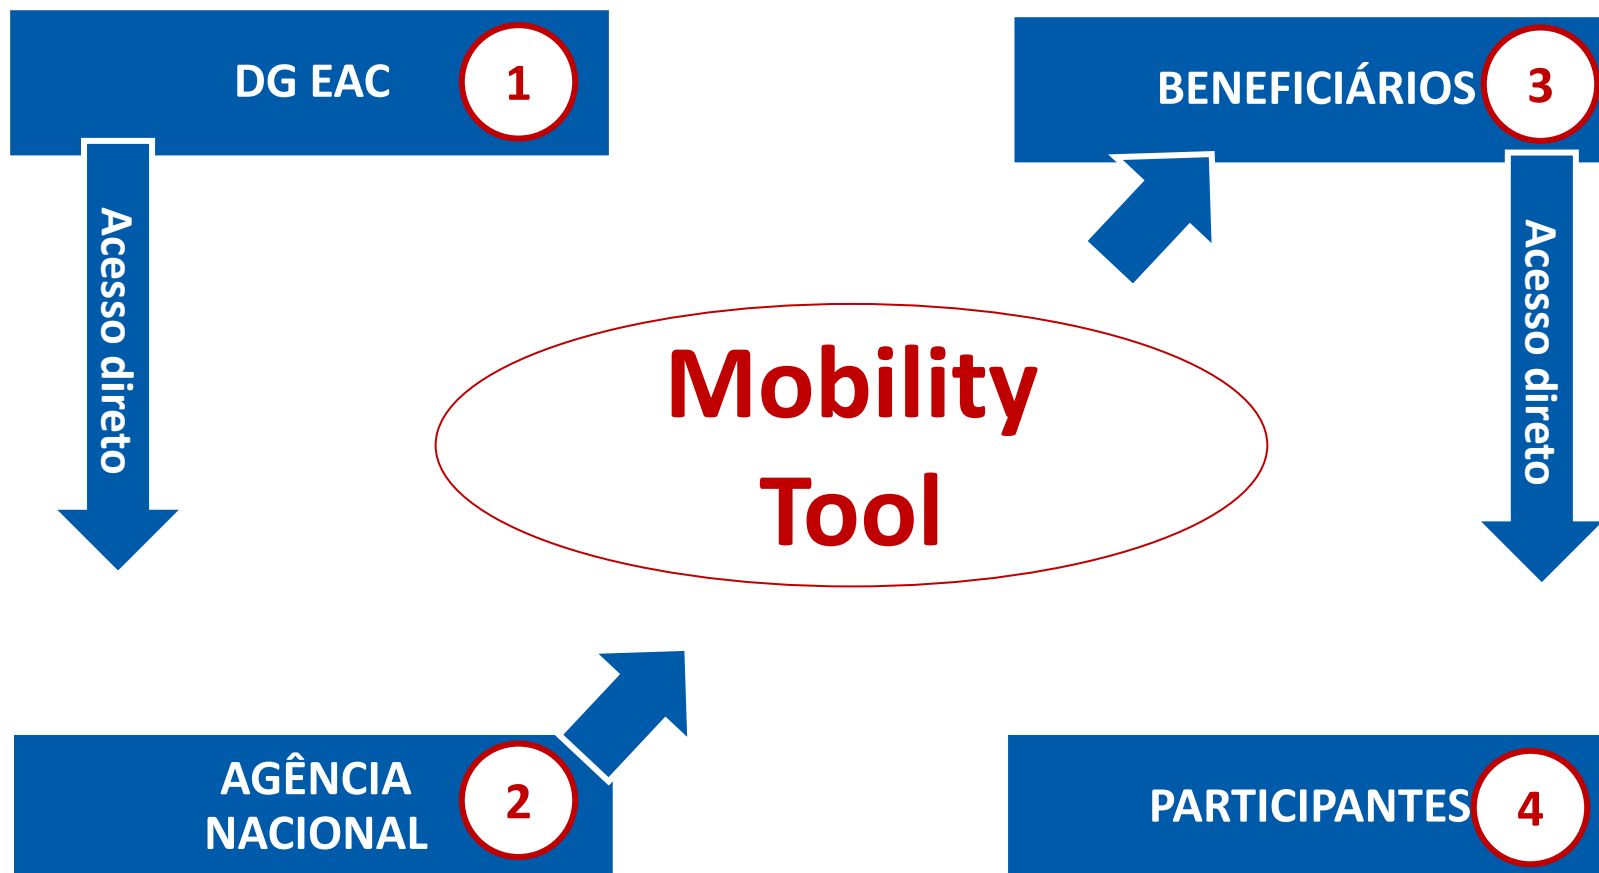 DG EAC
1
BENEFICIÁRIOS
3
Acesso direto
Acesso direto
Mobility
Tool
AGÊNCIA
NACIONAL
2
PARTICIPANTES
4